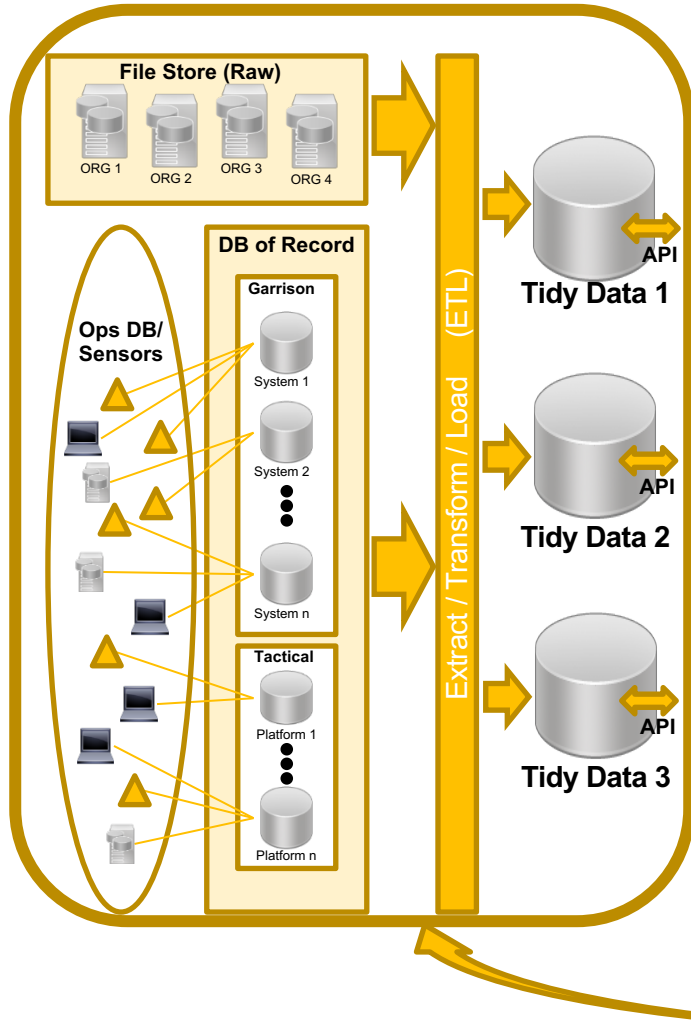 File Store (Raw)
ORG 1
ORG 2
ORG 3
ORG 4
Ops DB/
Sensors
DB of Record
Garrison
System 1
System 2
System n
Tactical
Platform 1
Platform n
Extract / Transform / Load (ETL)
API
Tidy Data 1
API
Tidy Data 2
API
Tidy Data 3